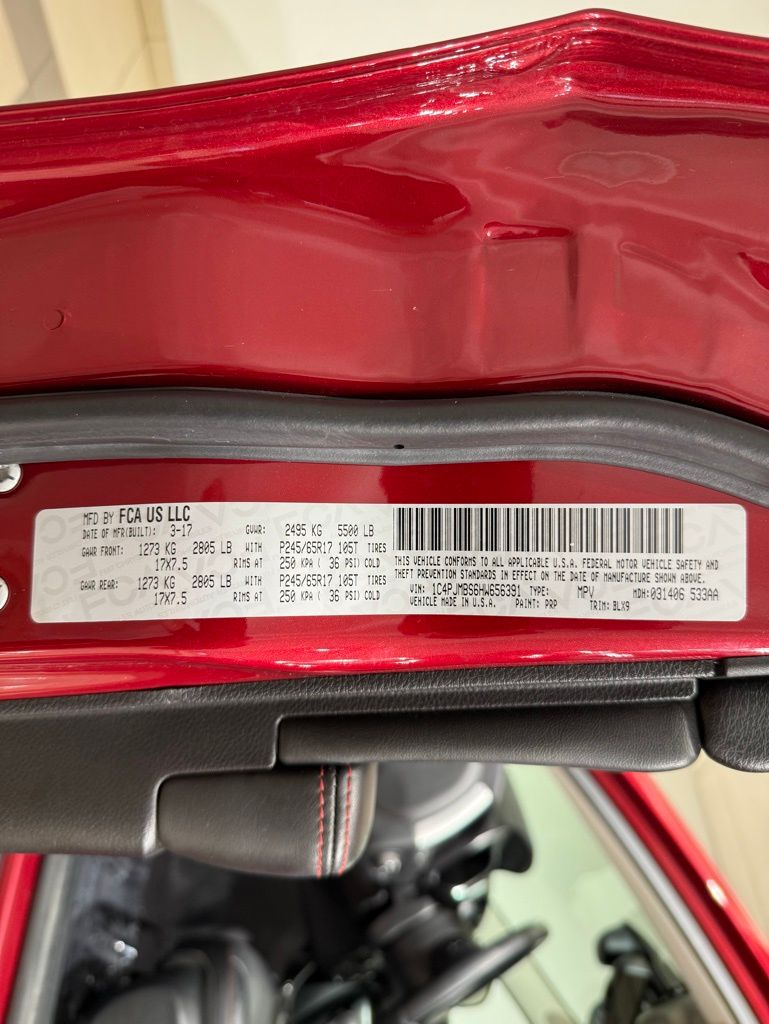 MFD BY FCA US LLC
DATE OF MFR(BUILT): 3-17 GVWR: 2495 KG 5500 LB
GAWR FRONT: 1273 KG 2805 LB WITH P245/65R17 105T TIRES
17X7.5 RIMS AT 250 KPA( 36 PSI) COLD
GAWR REAR: 1273 KG 2805 LB WITH P245/65R17 105T TIRES
17X7.5 RIMS AT 250 KPA ( 36 PSI) COLD
THIS VEHICLE CONFORMS TO ALL APPLICABLE U.S.A. FEDERAL MOTOR VEHICLE SAFETY AND
THEFT PREVENTION STANDARDS IN EFFECT ON THE DATE OF MANUFACTURE SHOWN ABOVE.
VIN: 1C4PJMBS6HW656391 TYPE: MPV MDH: 031406 533AA
VEHICLE MADE IN U.S.A. PAINT: PRP TRIM: BLX9